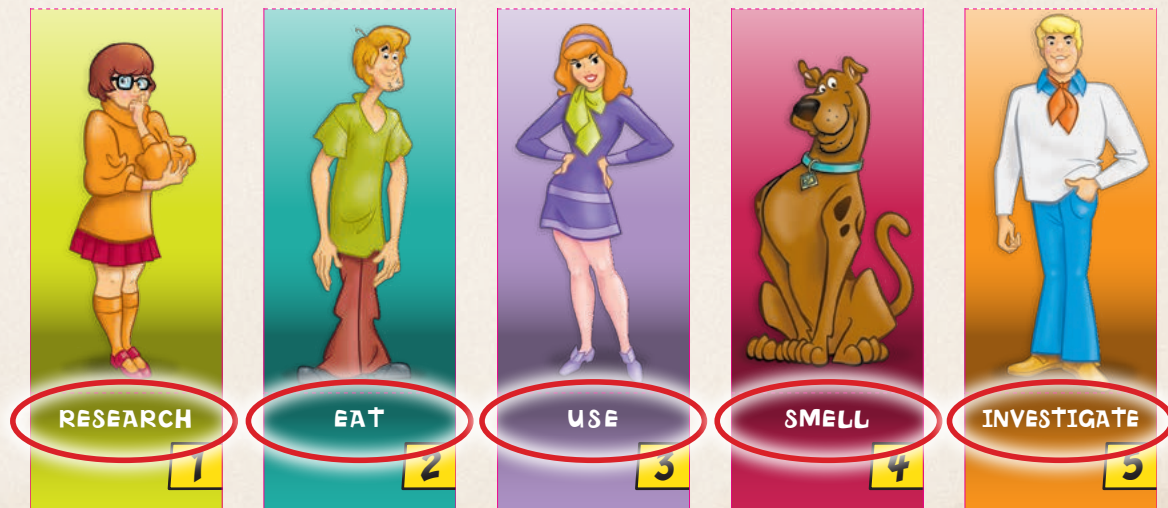 RESEARCH
1
EAT
2
USE
3
SMELL
4
INVESTIGATE
5